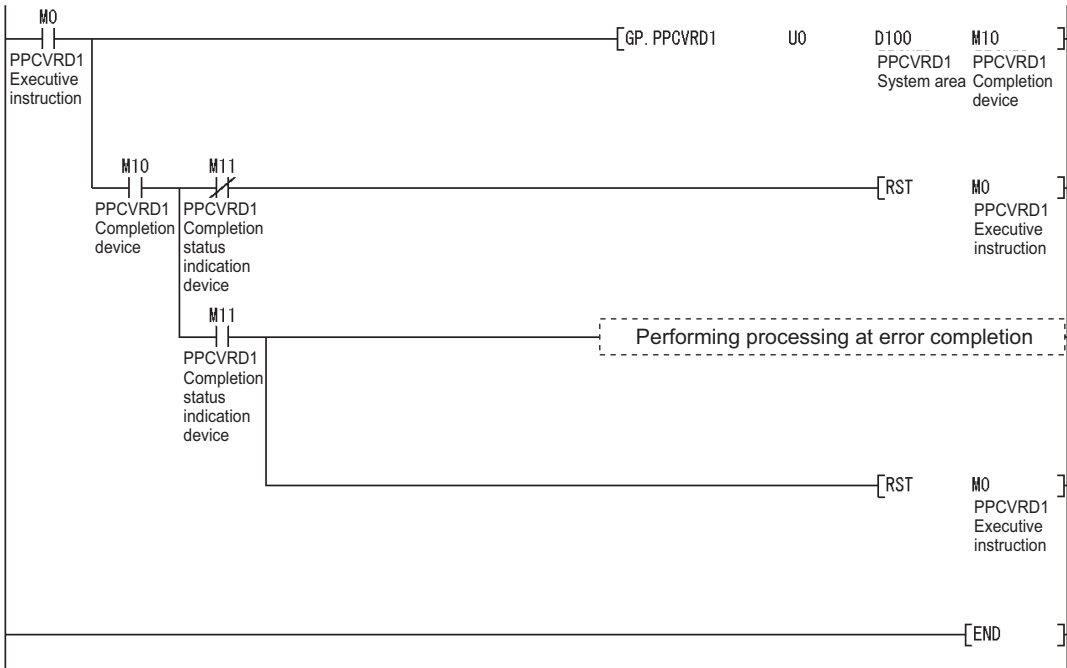 M0
[GP.PPCVRD1 U0 D100 M10 ]
PPCVRD1
Executive
instruction
PPCVRD1
System area
PPCVRD1
Completion
device
M10
M11
[RST M0 ]
PPCVRD1
Completion
device
PPCVRD1
Completion
status
indication
device
PPCVRD1
Executive
instruction
M11
Performing processing at error completion
PPCVRD1
Completion
status
indication
device
[RST M0 ]
PPCVRD1
Executive
instruction
[END ]